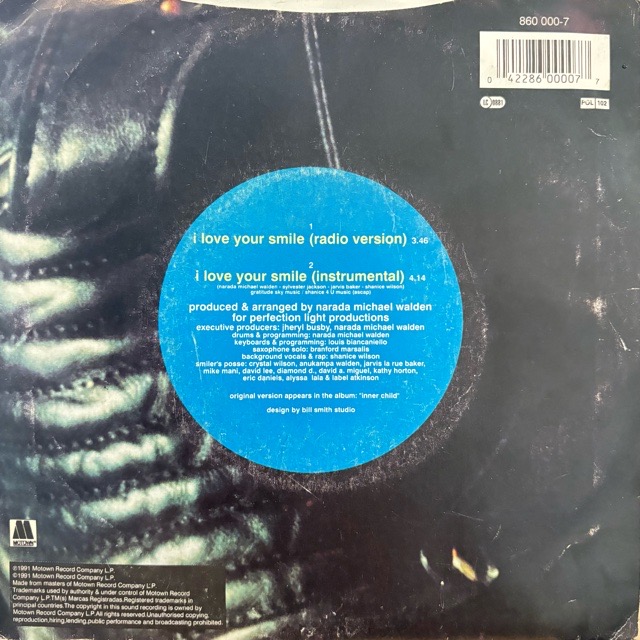 860 000-7
0 42286 00007 7
LC 0881
POL 102
1
i love your smile (radio version) 3.46
2
i love your smile (instrumental) 4.14
(narada michael walden - sylvester jackson - jarvis baker - shanice wilson)
gratitude sky music : shanice 4 U music (ascap)
produced & arranged by narada michael walden
for perfection light productions
executive producers: jheryl busby, narada michael walden
drums & programming: narada michael walden
keyboards & programming: louis biancaniello
saxophone solo: branford marsalis
background vocals & rap: shanice wilson
smiler's posse: crystal wilson, anukampa walden, jarvis la rue baker,
mike mani, david lee, diamond d., david a. miguel, kathy horton,
eric daniels, alyssa lala & label atkinson
original version appears in the album: "inner child"
design by bill smith studio
M
MOTOWN
℗1991 Motown Record Company L.P.
©1991 Motown Record Company L.P.
Made from masters of Motown Record Company L.P.
Trademarks used by authority & under control of Motown Record
Company L.P.TM(s) Marcas Registradas.Registered trademarks in
principal countries.The copyright in this sound recording is owned by
Motown Record Company L.P.All rights reserved.Unauthorised copying,
reproduction,hiring,lending,public performance and broadcasting prohibited.